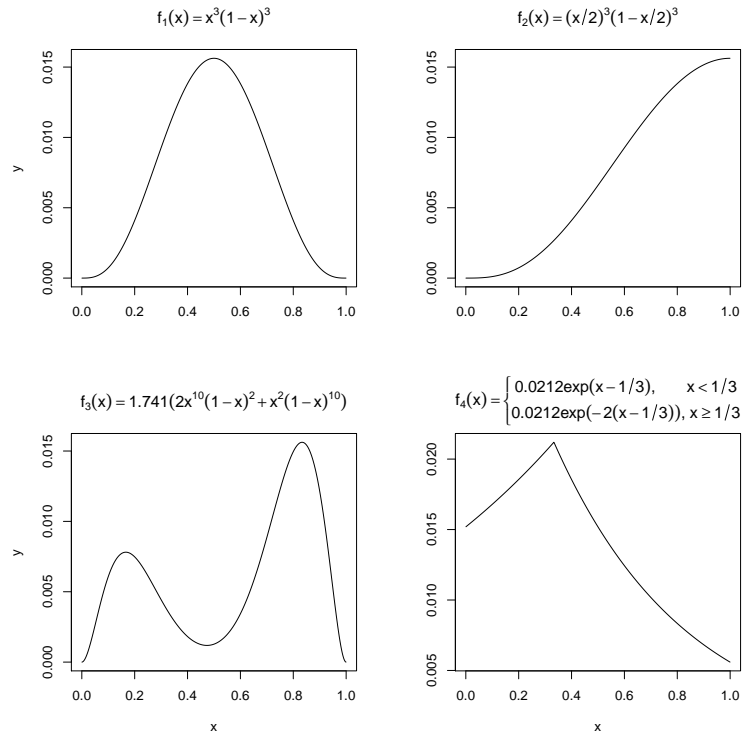 f1(x) = x^3(1−x)^3
f2(x) = (x/2)^3(1−x/2)^3
0.015
0.010
0.005
0.000
y
0.0 0.2 0.4 0.6 0.8 1.0
0.015
0.010
0.005
0.000
0.0 0.2 0.4 0.6 0.8 1.0
f3(x) = 1.741(2x^10(1−x)^2 + x^2(1−x)^10)
f4(x) = { 0.0212exp(x−1/3), x < 1/3
0.0212exp(−2(x−1/3)), x ≥ 1/3
0.015
0.010
0.005
0.000
y
0.0 0.2 0.4 0.6 0.8 1.0
x
0.020
0.015
0.010
0.005
0.0 0.2 0.4 0.6 0.8 1.0
x